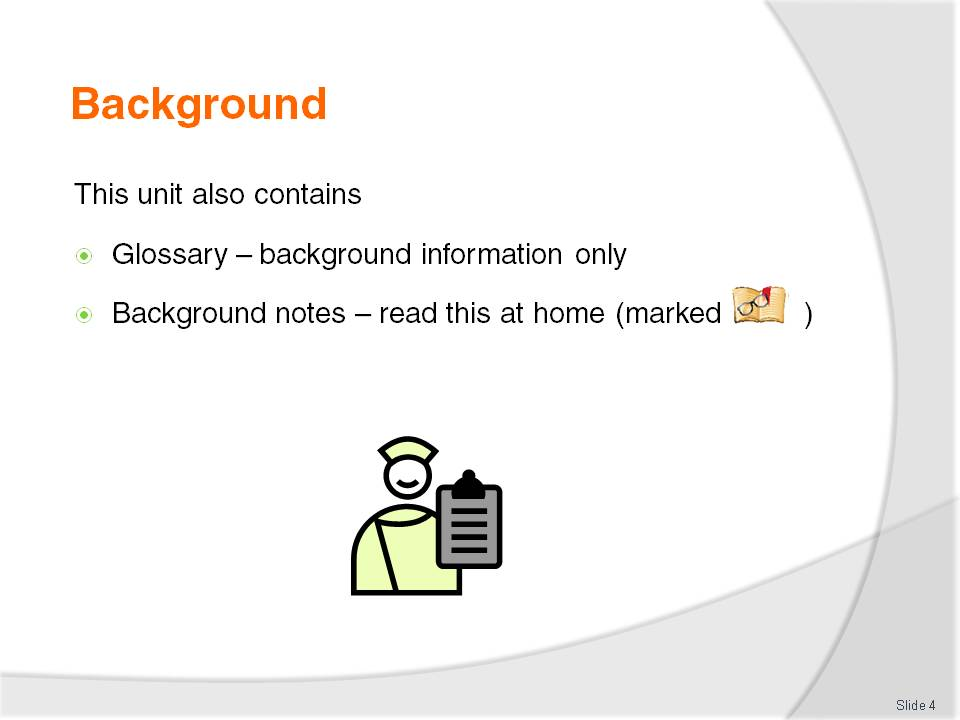 Background
This unit also contains
Glossary – background information only
Background notes – read this at home (marked )
Slide 4